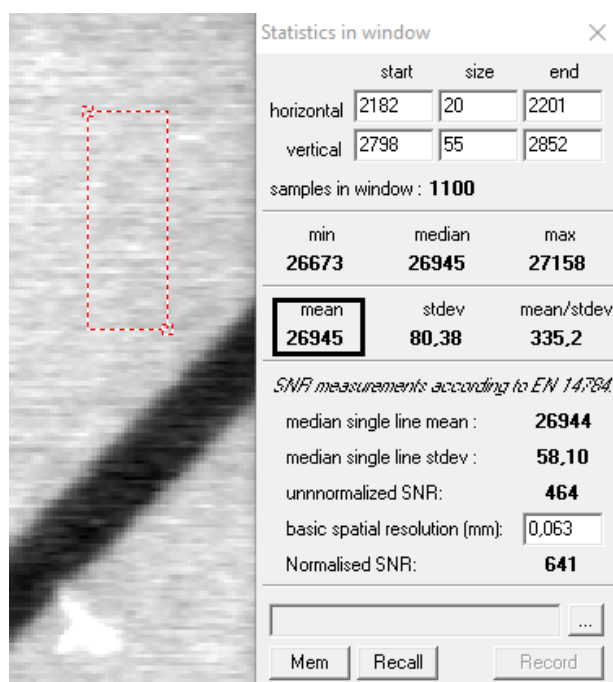 Statistics in window
start size end
horizontal 2182 20 2201
vertical 2798 55 2852
samples in window : 1100
min median max
26673 26945 27158
mean stdev mean/stdev
26945 80,38 335,2
SNR measurements according to EN 14784.
median single line mean : 26944
median single line stdev : 58,10
unnnormalized SNR: 464
basic spatial resolution (mm): 0,063
Normalised SNR: 641
...
Mem Recall Record